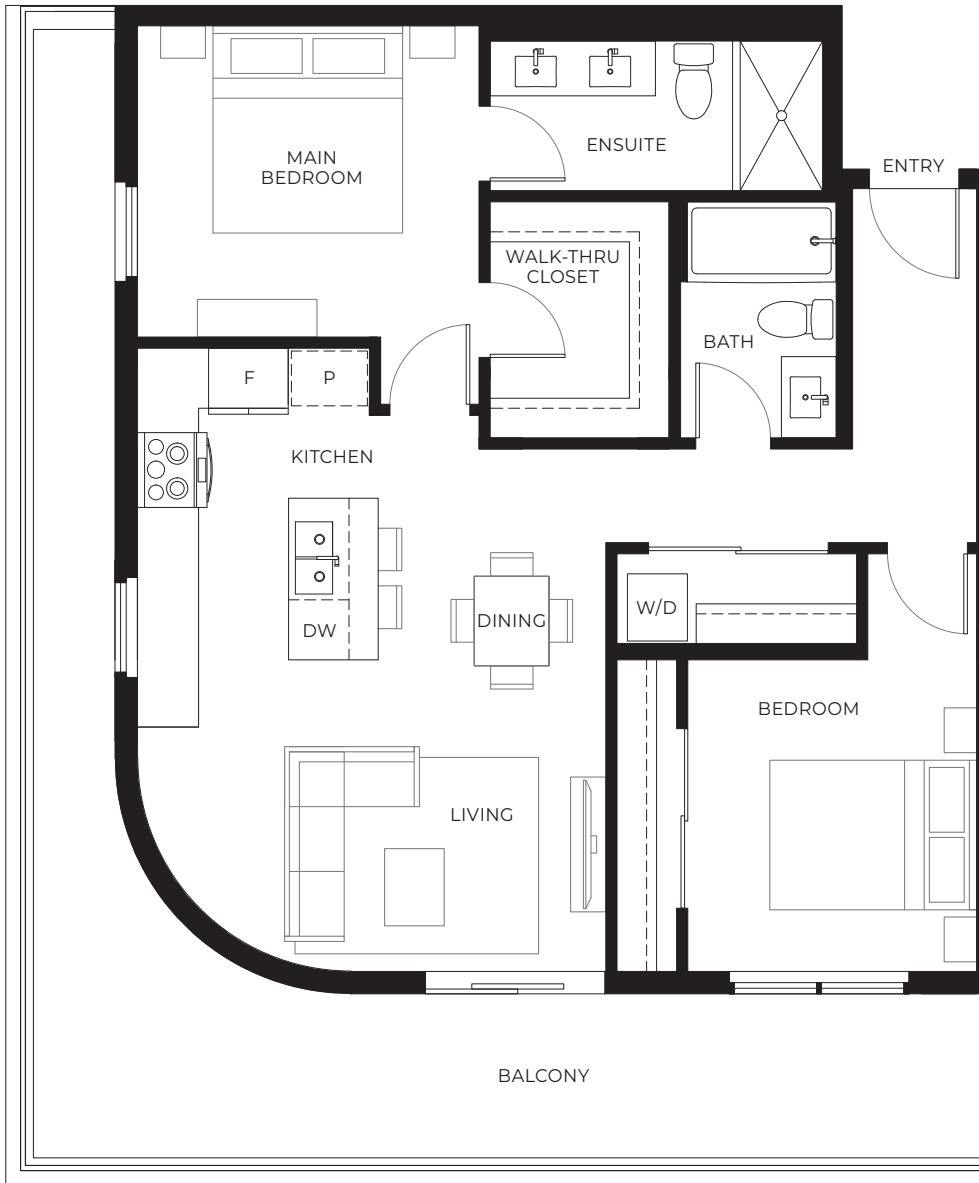 MAIN
BEDROOM
ENSUITE
ENTRY
WALK-THRU
CLOSET
BATH
F
P
KITCHEN
DW
DINING
W/D
BEDROOM
LIVING
BALCONY